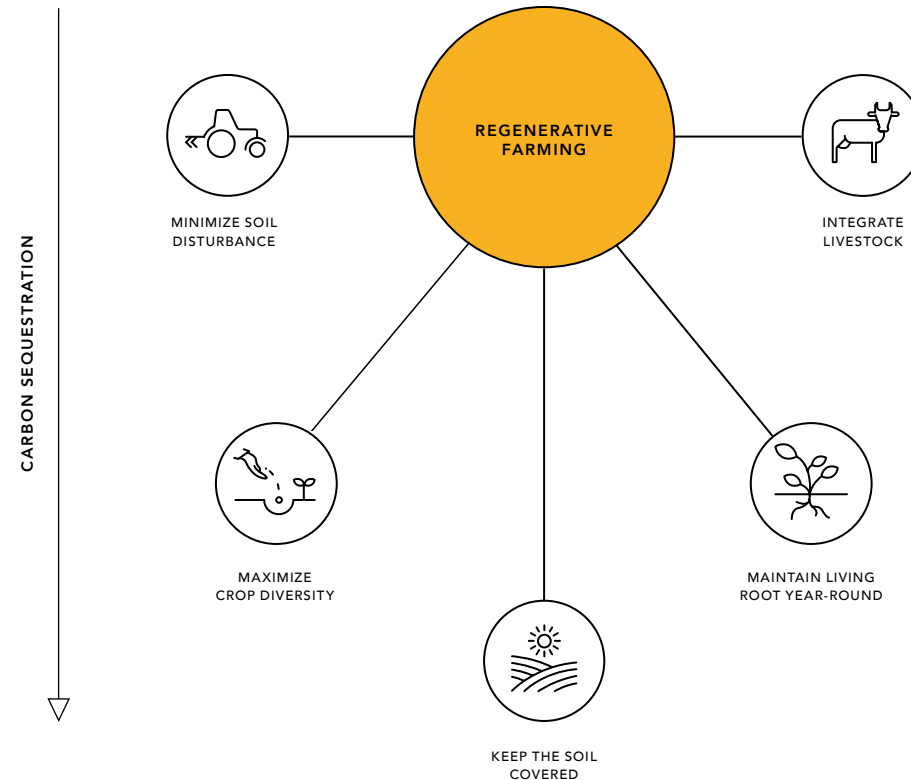 REGENERATIVE
FARMING
MINIMIZE SOIL
DISTURBANCE
INTEGRATE
LIVESTOCK
CARBON SEQUESTRATION
MAXIMIZE
CROP DIVERSITY
MAINTAIN LIVING
ROOT YEAR-ROUND
KEEP THE SOIL
COVERED